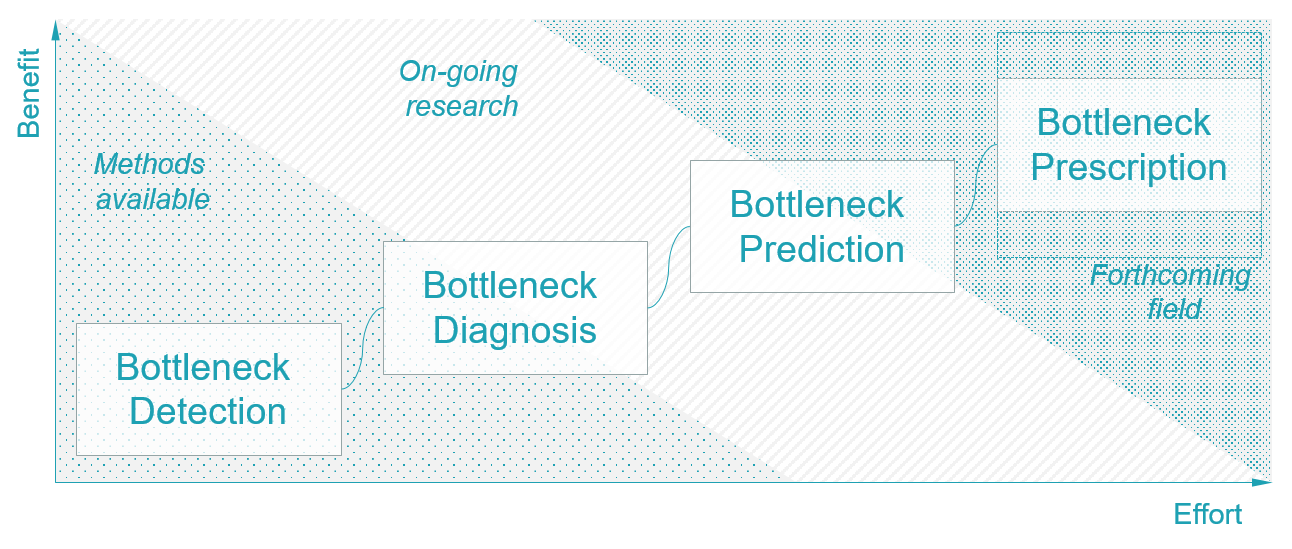 Benefit
On-going
research
Methods
available
Bottleneck
Prescription
Bottleneck
Prediction
Forthcoming
field
Bottleneck
Diagnosis
Bottleneck
Detection
Effort